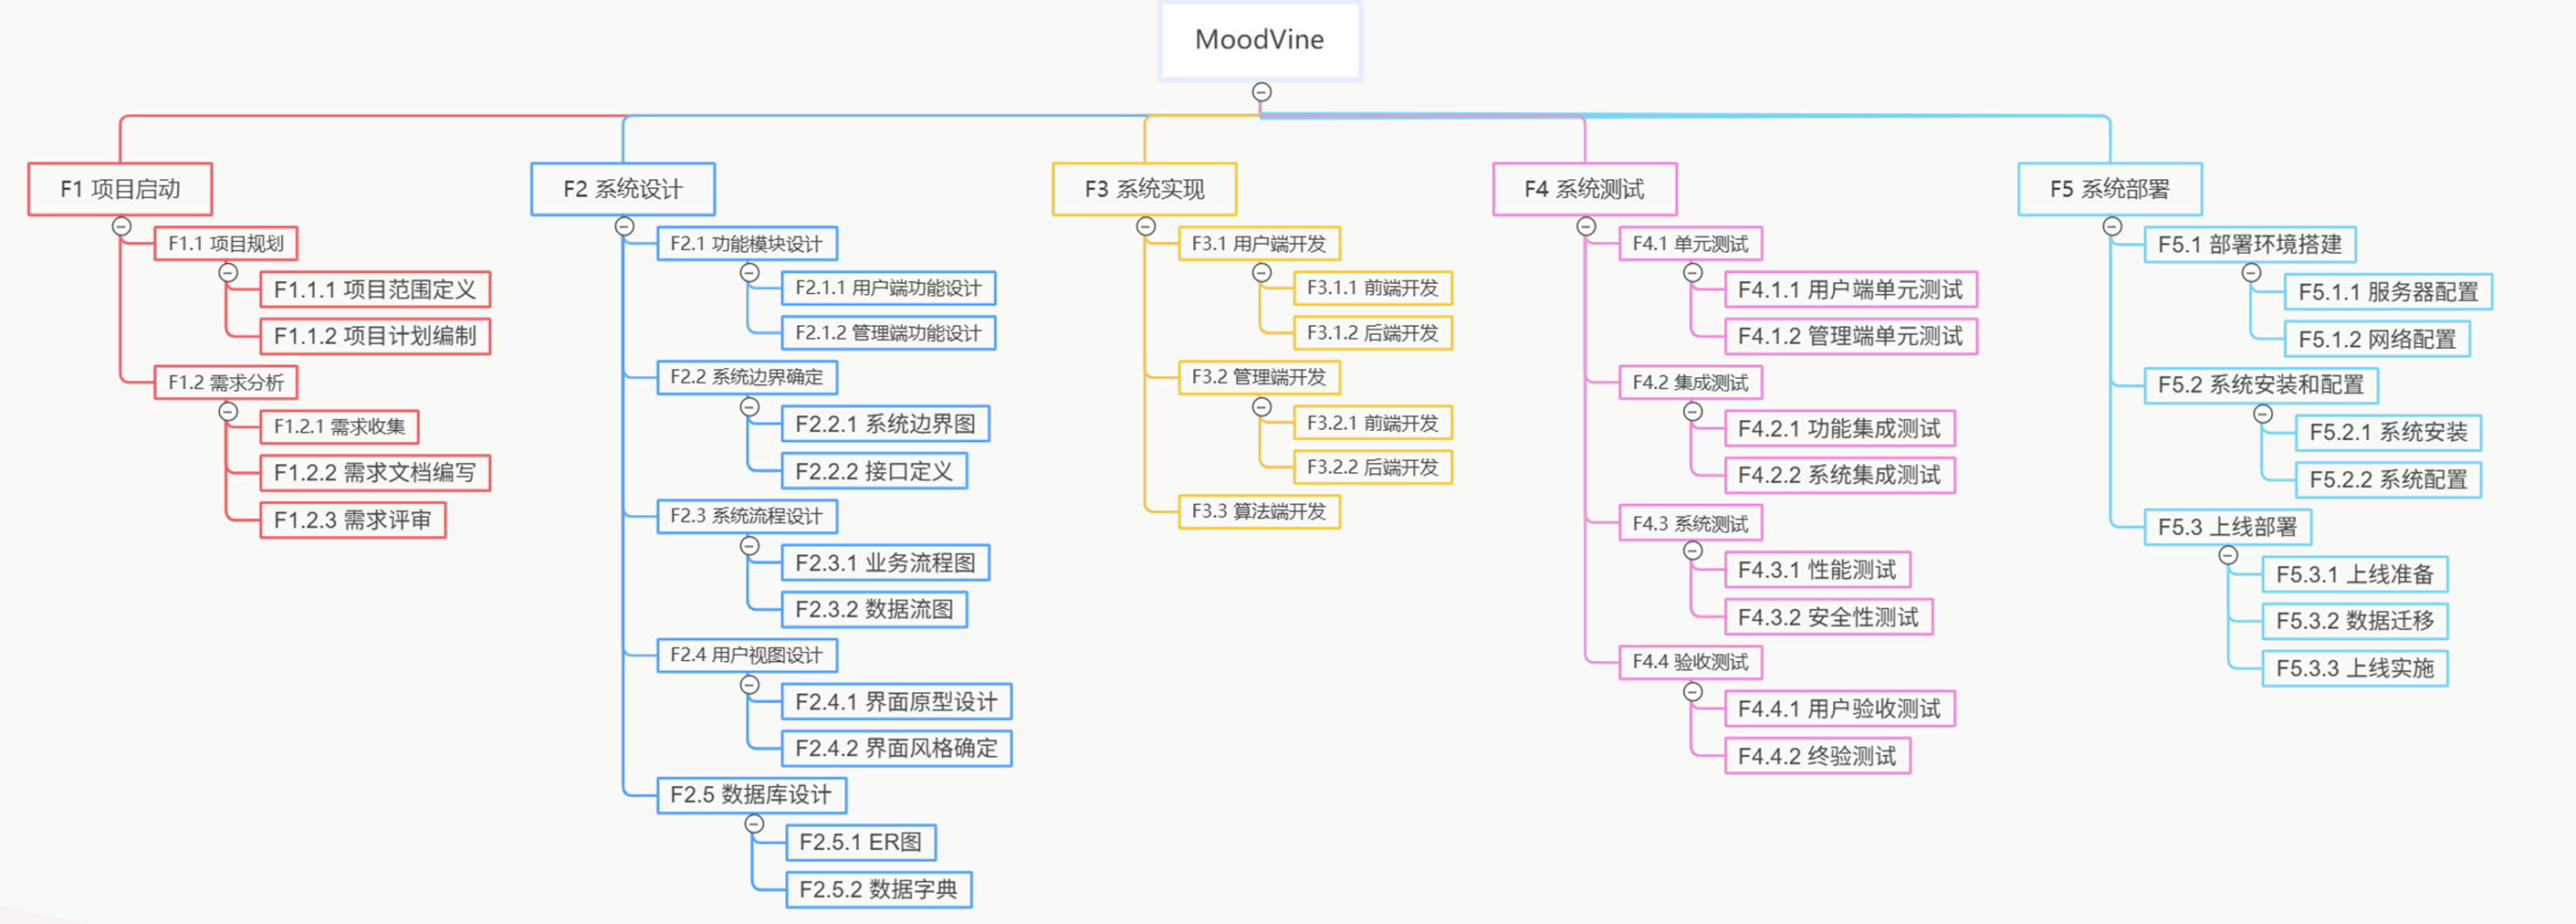 MoodVine
F1 项目启动
F1.1 项目规划
F1.1.1 项目范围定义
F1.1.2 项目计划编制
F1.2 需求分析
F1.2.1 需求收集
F1.2.2 需求文档编写
F1.2.3 需求评审
F2 系统设计
F2.1 功能模块设计
F2.1.1 用户端功能设计
F2.1.2 管理端功能设计
F2.2 系统边界确定
F2.2.1 系统边界图
F2.2.2 接口定义
F2.3 系统流程设计
F2.3.1 业务流程图
F2.3.2 数据流图
F2.4 用户视图设计
F2.4.1 界面原型设计
F2.4.2 界面风格确定
F2.5 数据库设计
F2.5.1 ER图
F2.5.2 数据字典
F3 系统实现
F3.1 用户端开发
F3.1.1 前端开发
F3.1.2 后端开发
F3.2 管理端开发
F3.2.1 前端开发
F3.2.2 后端开发
F3.3 算法端开发
F4 系统测试
F4.1 单元测试
F4.1.1 用户端单元测试
F4.1.2 管理端单元测试
F4.2 集成测试
F4.2.1 功能集成测试
F4.2.2 系统集成测试
F4.3 系统测试
F4.3.1 性能测试
F4.3.2 安全性测试
F4.4 验收测试
F4.4.1 用户验收测试
F4.4.2 终验测试
F5 系统部署
F5.1 部署环境搭建
F5.1.1 服务器配置
F5.1.2 网络配置
F5.2 系统安装和配置
F5.2.1 系统安装
F5.2.2 系统配置
F5.3 上线部署
F5.3.1 上线准备
F5.3.2 数据迁移
F5.3.3 上线实施